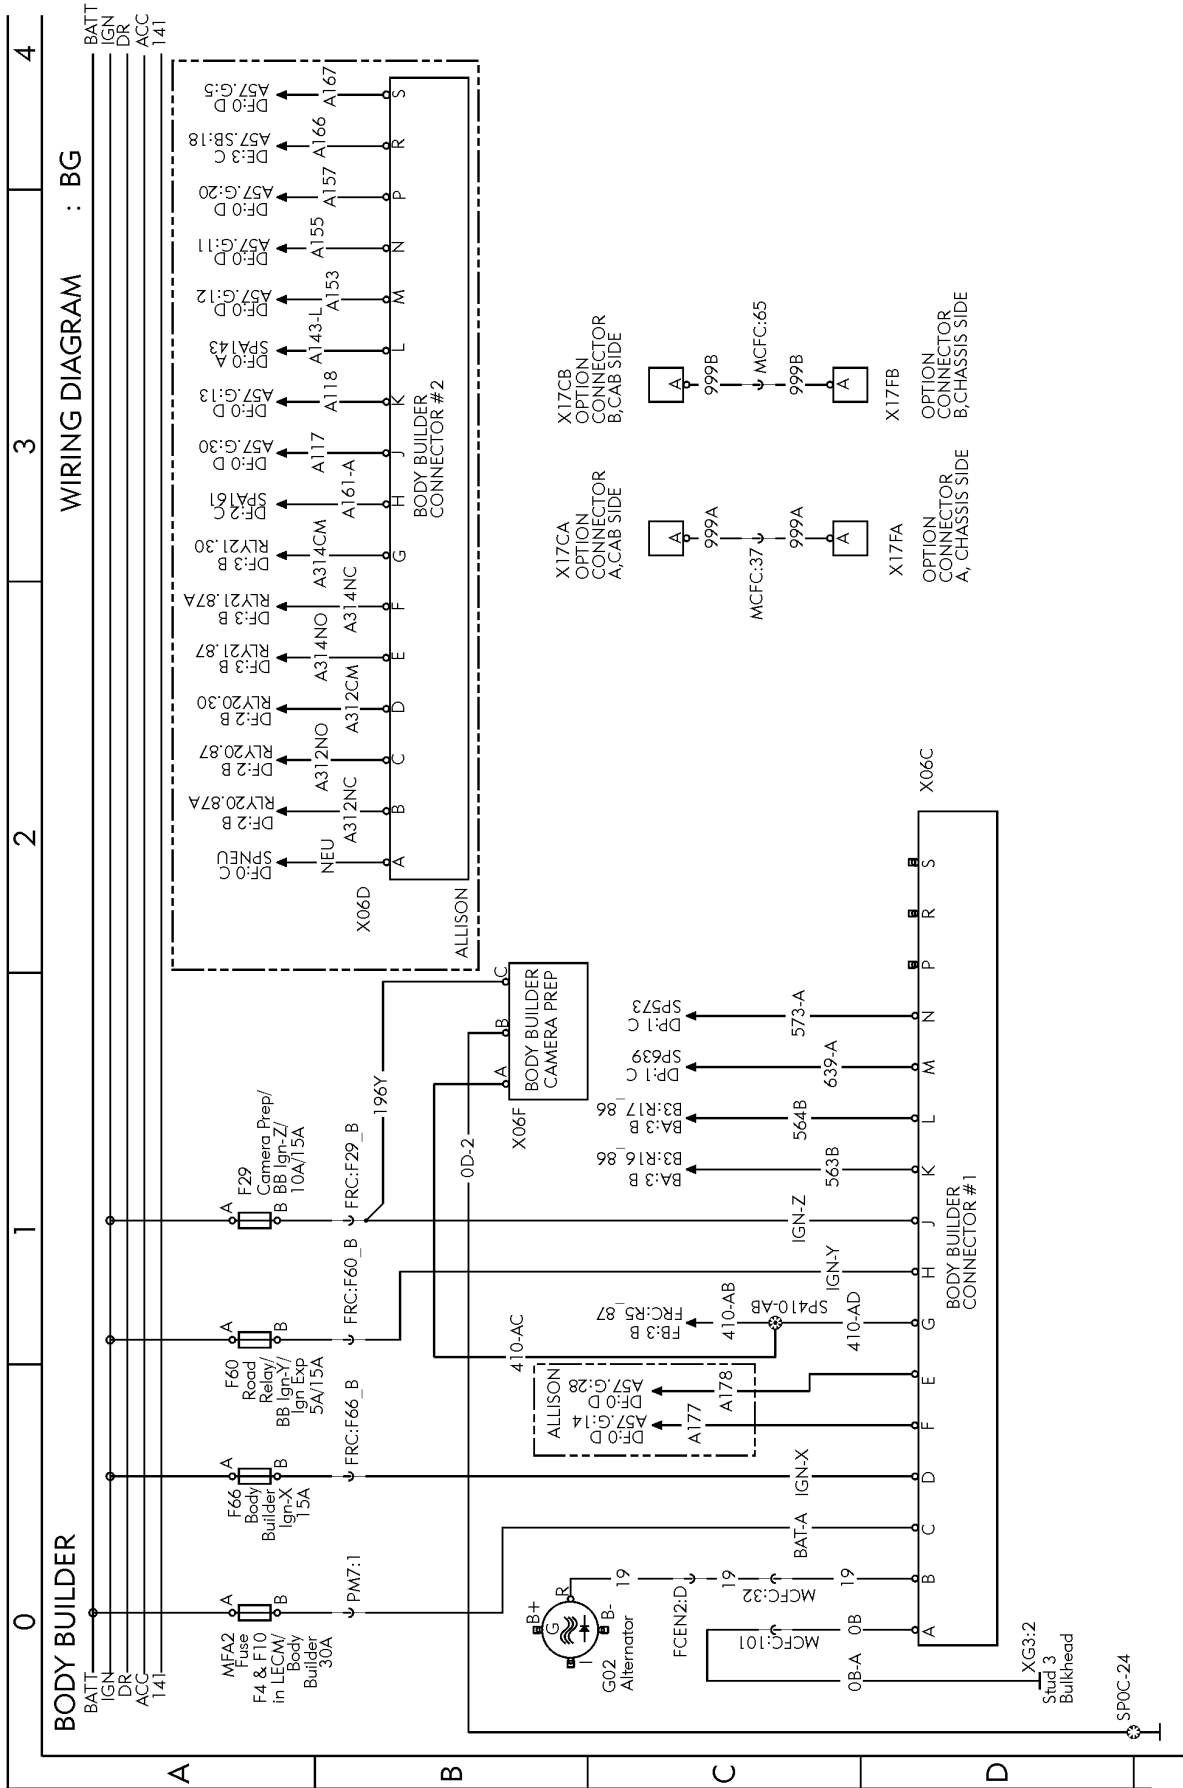 0
1
2
3
4
A
B
C
D
BODY BUILDER
WIRING DIAGRAM : BG
BATT
IGN
DR
ACC
141
BATT
IGN
DR
ACC
141
MFA2
Fuse
F4 & F10
in LECM/
Body
Builder
30A
A
B
PM7:1
F66
Body
Builder
Ign-X
15A
A
B
FRC:F66_B
F60
Road
Relay/
BB Ign-Y/
Ign Exp
5A/15A
A
B
FRC:F60_B
F29
Camera Prep/
BB Ign-Z/
10A/15A
A
B
FRC:F29_B
196Y
0D-2
410-AC
A
B
C
BODY BUILDER
CAMERA PREP
X06F
X06D
ALLISON
DF:0 C
SPNEU
NEU
A
DF:2 B
RLY20.87A
A312NC
B
DF:2 B
RLY20.87
A312NO
C
DF:2 B
RLY20.30
A312CM
D
DF:3 B
RLY21.87
A314NO
E
DF:3 B
RLY21.87A
A314NC
F
DF:3 B
RLY21.30
A314CM
G
DF:2 C
SPA161
A161-A
H
DF:0 D
A57.G:30
A117
J
DF:0 D
A57.G:13
A118
K
DF:0 A
SPA143
A143-L
L
DF:0 D
A57.G:12
A153
M
DF:0 D
A57.G:11
A155
N
DF:0 D
A57.G:20
A157
P
DE:3 C
A57.SB:18
A166
R
DF:0 D
A57.G:5
A167
S
BODY BUILDER
CONNECTOR #2
G02
Alternator
B+
G
R
B-
I
19
FCEN2:D
19
MCFC:32
19
MCFC:101
0B-A
0B
XG3:2
Stud 3
Bulkhead
SP0C-24
BAT-A
IGN-X
ALLISON
DF:0 D
A57.G:14
A177
DF:0 D
A57.G:28
A178
FB:3 B
FRC:R5_87
410-AB
SP410-AB
410-AD
IGN-Y
IGN-Z
BA:3 B
B3:R16_86
563B
BA:3 B
B3:R17_86
564B
DP:1 C
SP639
639-A
DP:1 C
SP573
573-A
A
B
C
D
F
E
G
H
J
K
L
M
N
P
R
S
BODY BUILDER
CONNECTOR #1
X06C
X17CA
OPTION
CONNECTOR
A,CAB SIDE
A
999A
MCFC:37
999A
A
X17FA
OPTION
CONNECTOR
A, CHASSIS SIDE
X17CB
OPTION
CONNECTOR
B,CAB SIDE
A
999B
MCFC:65
999B
A
X17FB
OPTION
CONNECTOR
B,CHASSIS SIDE